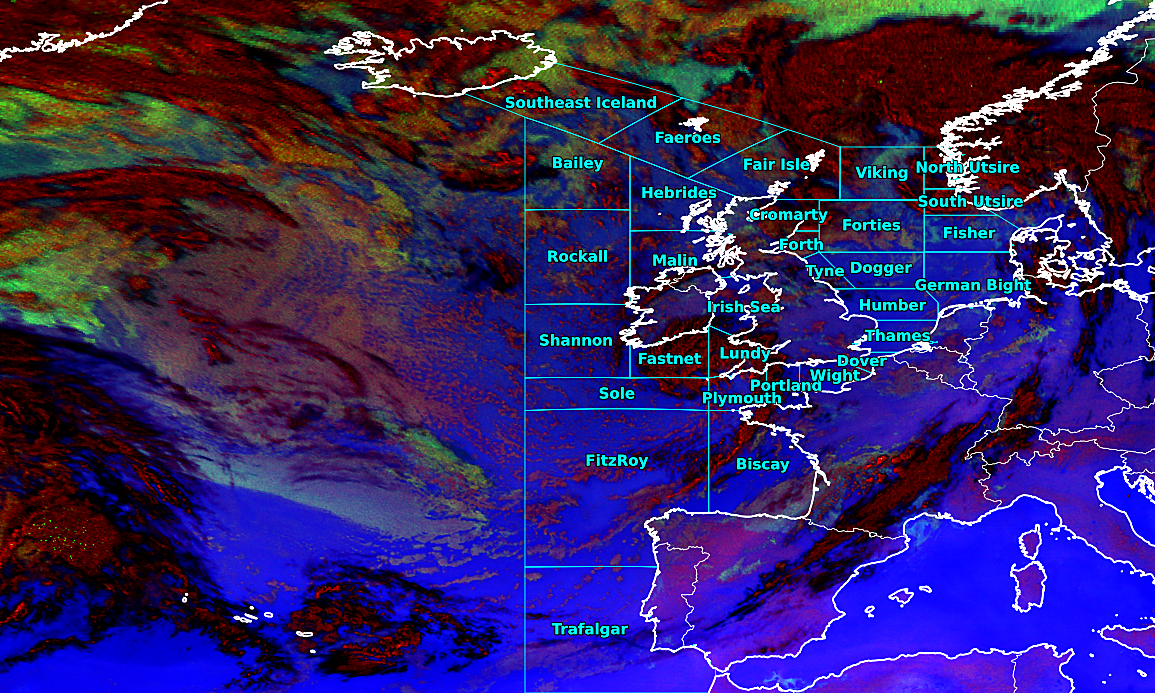 Southeast Iceland
Faeroes
Bailey
Fair Isle
Viking
North Utsire
Hebrides
South Utsire
Cromarty
Forties
Fisher
Forth
Rockall
Malin
Tyne
Dogger
German Bight
Irish Sea
Humber
Shannon
Thames
Fastnet
Lundy
Dover
Wight
Portland
Sole
Plymouth
FitzRoy
Biscay
Trafalgar